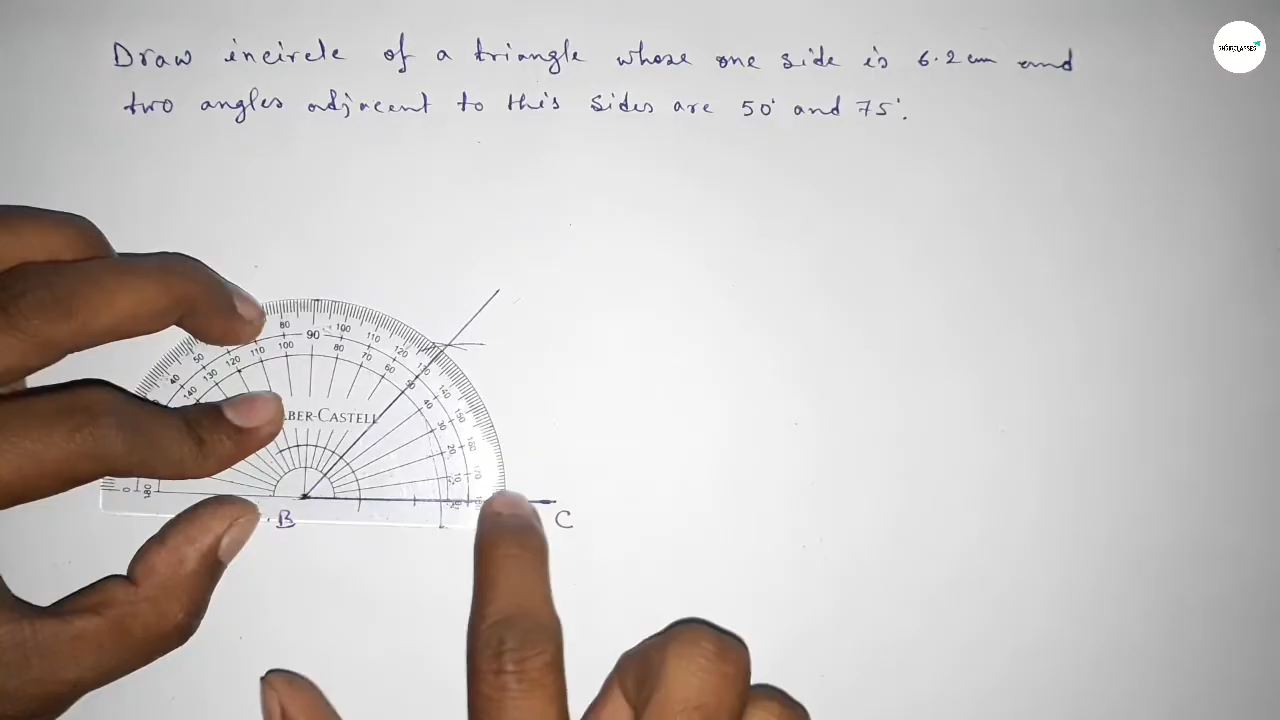 Draw incircle of a triangle whose one side is 6.2 cm and
two angles adjacent to this sides are 50° and 75°.
SHSIRCLASSES
FABER-CASTELL
B
C